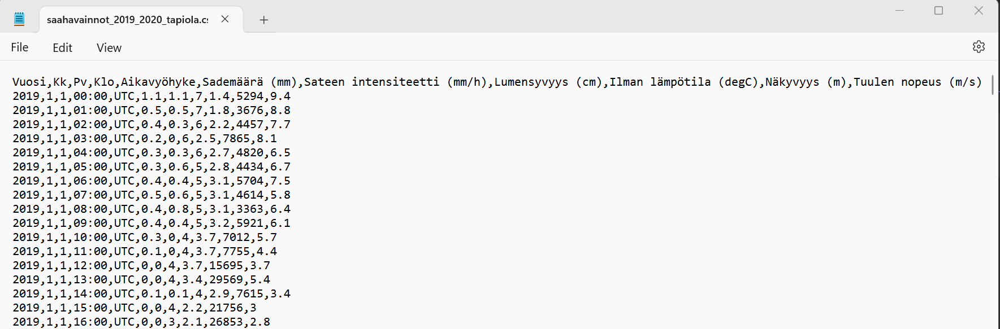 saahavainnot_2019_2020_tapiola.cs
File Edit View
Vuosi,Kk,Pv,Klo,Aikavyöhyke,Sademäärä (mm),Sateen intensiteetti (mm/h),Lumensyvyys (cm),Ilman lämpötila (degC),Näkyvyys (m),Tuulen nopeus (m/s)
2019,1,1,00:00,UTC,1.1,1.1,7,1.4,5294,9.4
2019,1,1,01:00,UTC,0.5,0.5,7,1.8,3676,8.8
2019,1,1,02:00,UTC,0.4,0.3,6,2.2,4457,7.7
2019,1,1,03:00,UTC,0.2,0,6,2.5,7865,8.1
2019,1,1,04:00,UTC,0.3,0.3,6,2.7,4820,6.5
2019,1,1,05:00,UTC,0.3,0.6,5,2.8,4434,6.7
2019,1,1,06:00,UTC,0.4,0.4,5,3.1,5704,7.5
2019,1,1,07:00,UTC,0.5,0.6,5,3.1,4614,5.8
2019,1,1,08:00,UTC,0.4,0.8,5,3.1,3363,6.4
2019,1,1,09:00,UTC,0.4,0.4,5,3.2,5921,6.1
2019,1,1,10:00,UTC,0.3,0,4,3.7,7012,5.7
2019,1,1,11:00,UTC,0.1,0,4,3.7,7755,4.4
2019,1,1,12:00,UTC,0,0,4,3.7,15695,3.7
2019,1,1,13:00,UTC,0,0,4,3.4,29569,5.4
2019,1,1,14:00,UTC,0.1,0.1,4,2.9,7615,3.4
2019,1,1,15:00,UTC,0,0,4,2.2,21756,3
2019,1,1,16:00,UTC,0,0,3,2.1,26853,2.8